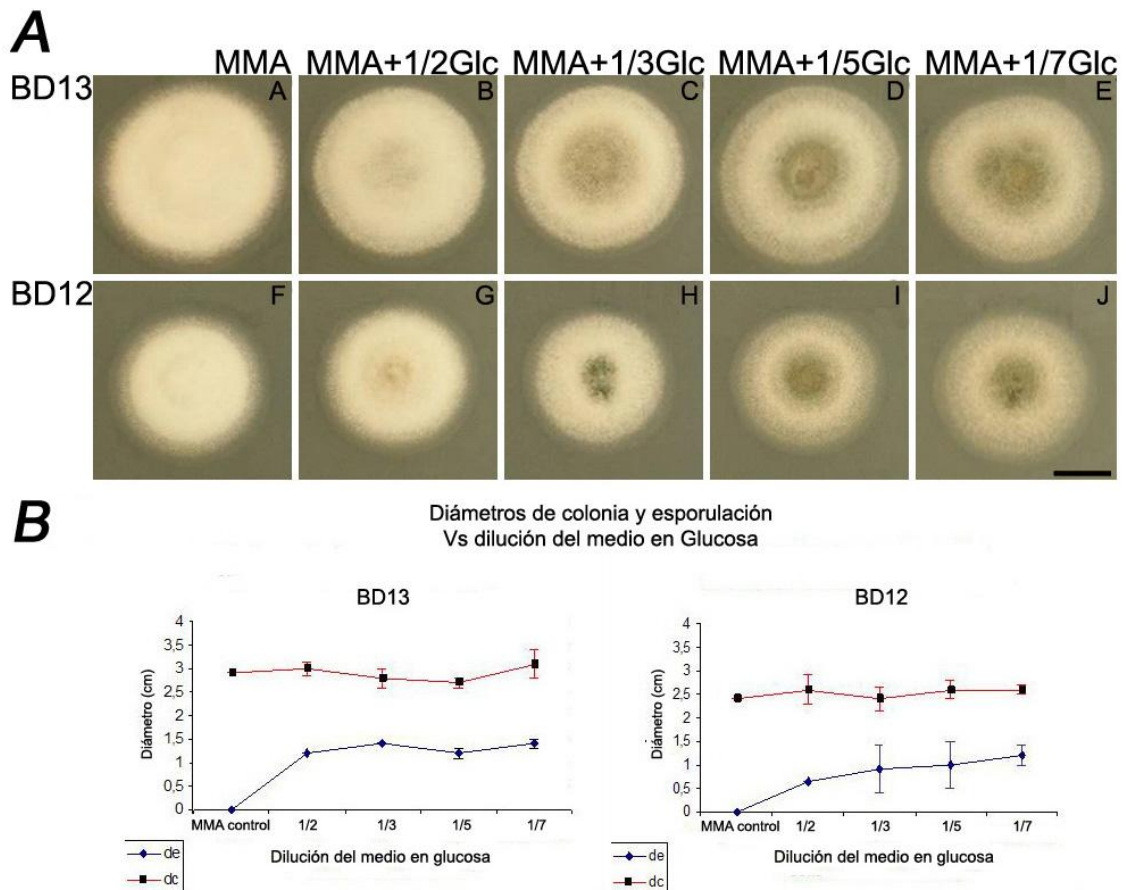 A
MMA MMA+1/2Glc MMA+1/3Glc MMA+1/5Glc MMA+1/7Glc
BD13
A B C D E
BD12
F G H I J
B
Diámetros de colonia y esporulación
Vs dilución del medio en Glucosa
BD13
4
3,5
3
2,5
2
1,5
1
0,5
0
Diámetro (cm)
MMA control 1/2 1/3 1/5 1/7
Dilución del medio en glucosa
de
dc
BD12
4
3,5
3
2,5
2
1,5
1
0,5
0
Diámetro (cm)
MMA control 1/2 1/3 1/5 1/7
Dilución del medio en glucosa
de
dc